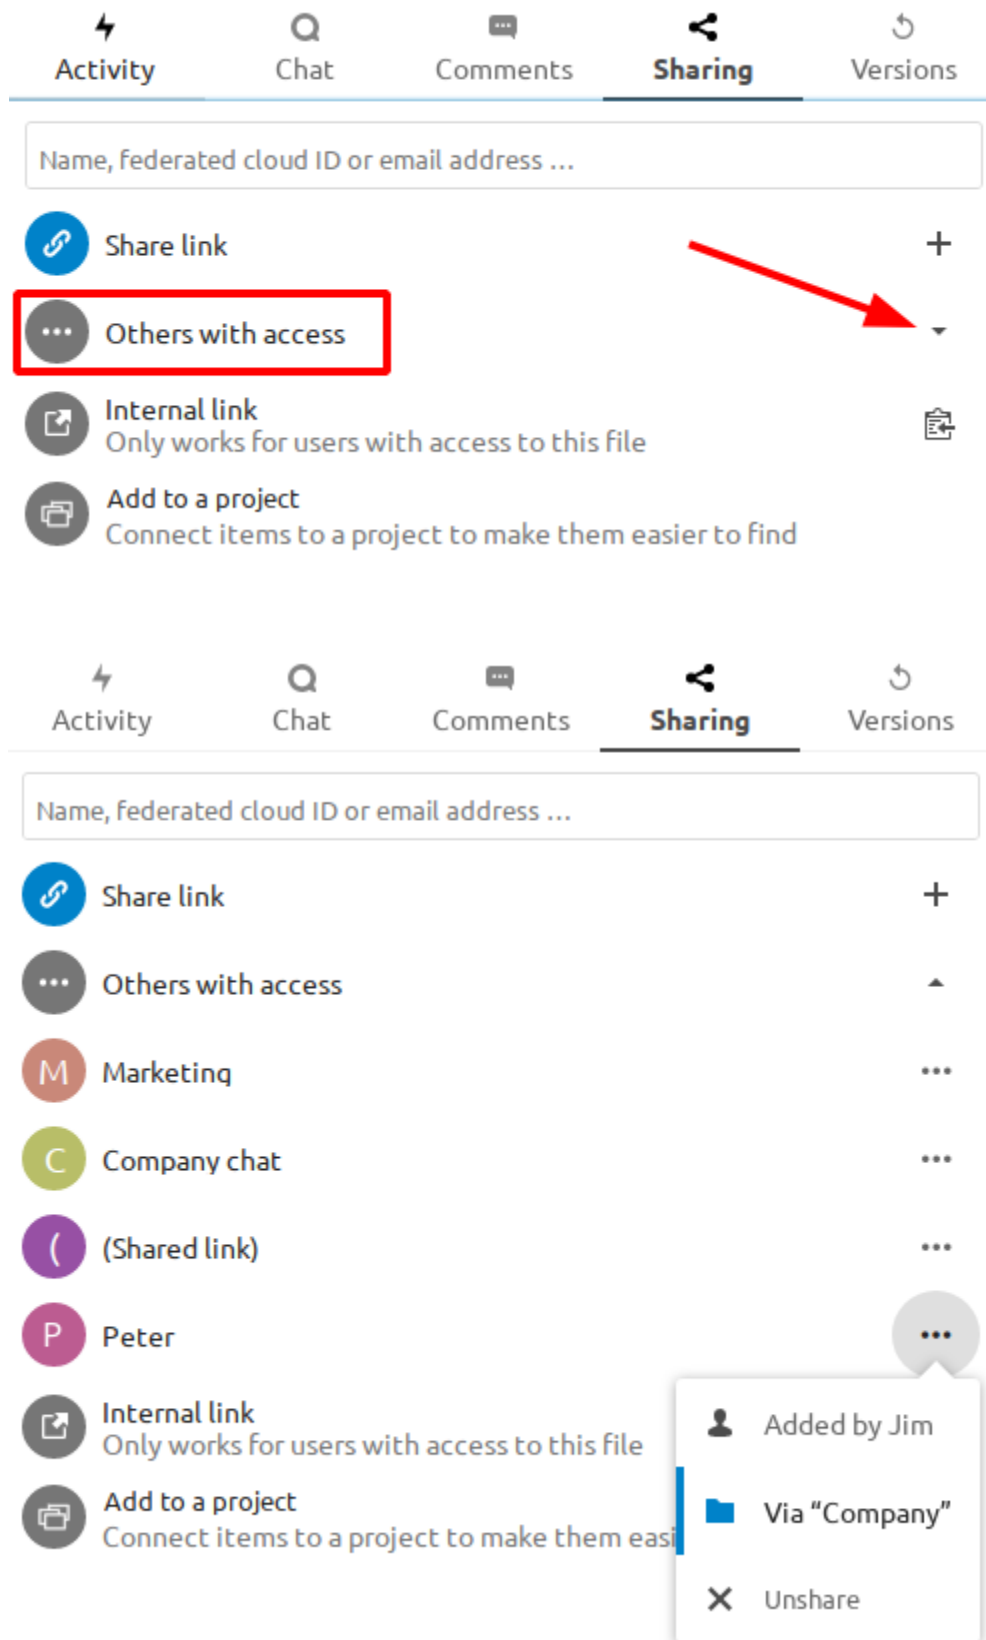 Activity Chat Comments Sharing Versions
Name, federated cloud ID or email address ...
Share link
Others with access
Internal link
Only works for users with access to this file
Add to a project
Connect items to a project to make them easier to find
Activity Chat Comments Sharing Versions
Name, federated cloud ID or email address ...
Share link
Others with access
M Marketing
C Company chat
( (Shared link)
P Peter
Internal link
Only works for users with access to this file
Add to a project
Connect items to a project to make them easi
Added by Jim
Via “Company”
Unshare